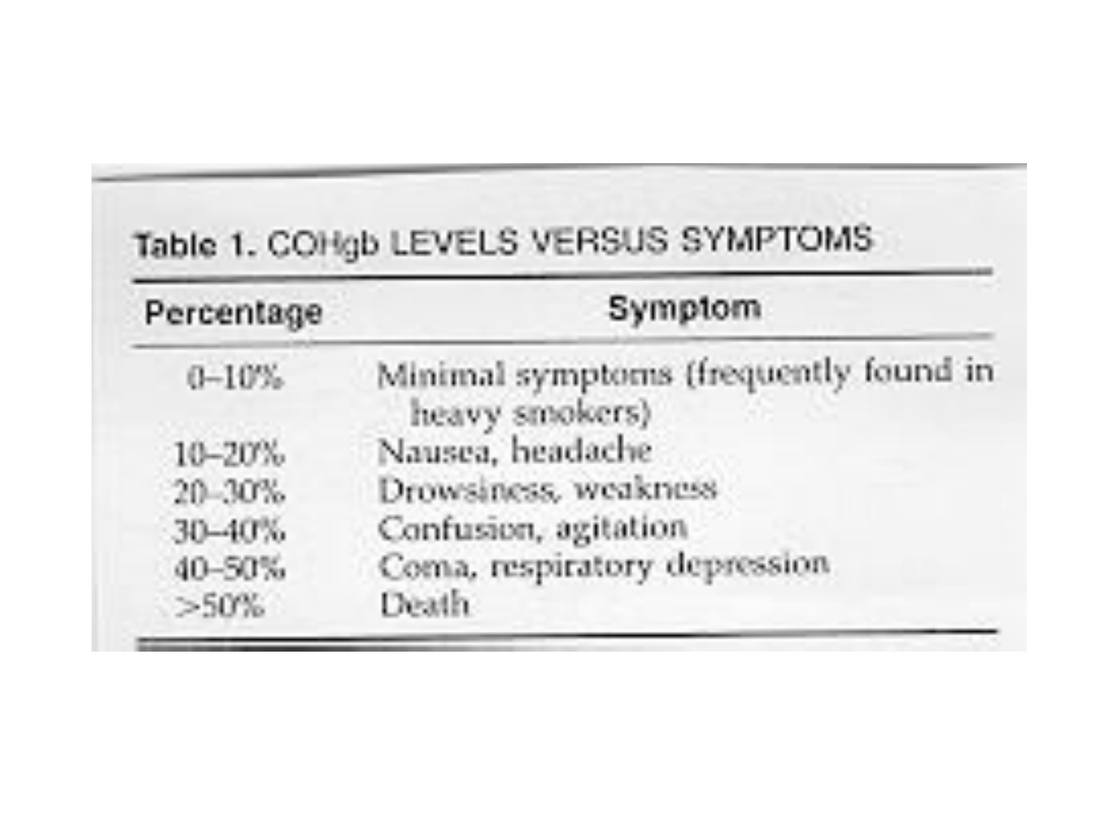 Table 1. COHgb LEVELS VERSUS SYMPTOMS
Percentage Symptom
0–10% Minimal symptoms (frequently found in
heavy smokers)
10–20% Nausea, headache
20–30% Drowsiness, weakness
30–40% Confusion, agitation
40–50% Coma, respiratory depression
>50% Death